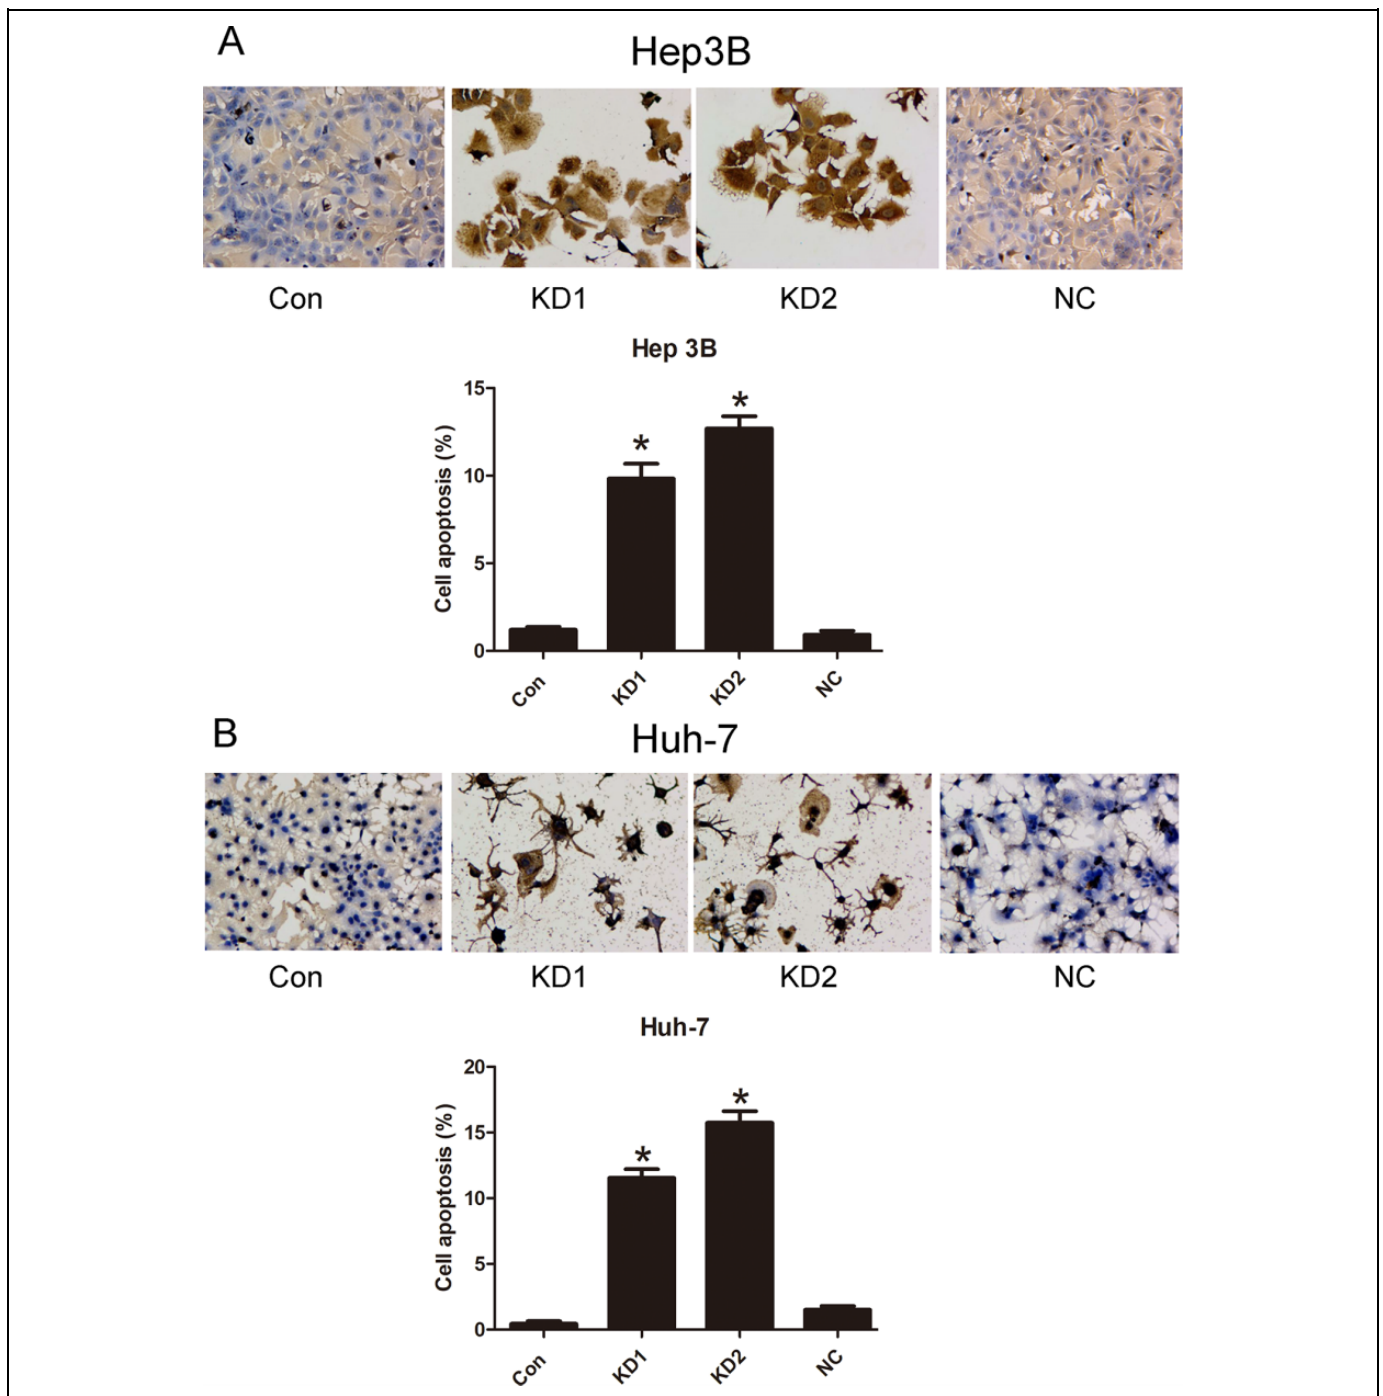 A
Hep3B
Con KD1 KD2 NC
Hep 3B
Cell apoptosis (%)
15
10
5
0
*
*
Con KD1 KD2 NC
B
Huh-7
Con KD1 KD2 NC
Huh-7
Cell apoptosis (%)
20
15
10
5
0
*
*
Con KD1 KD2 NC